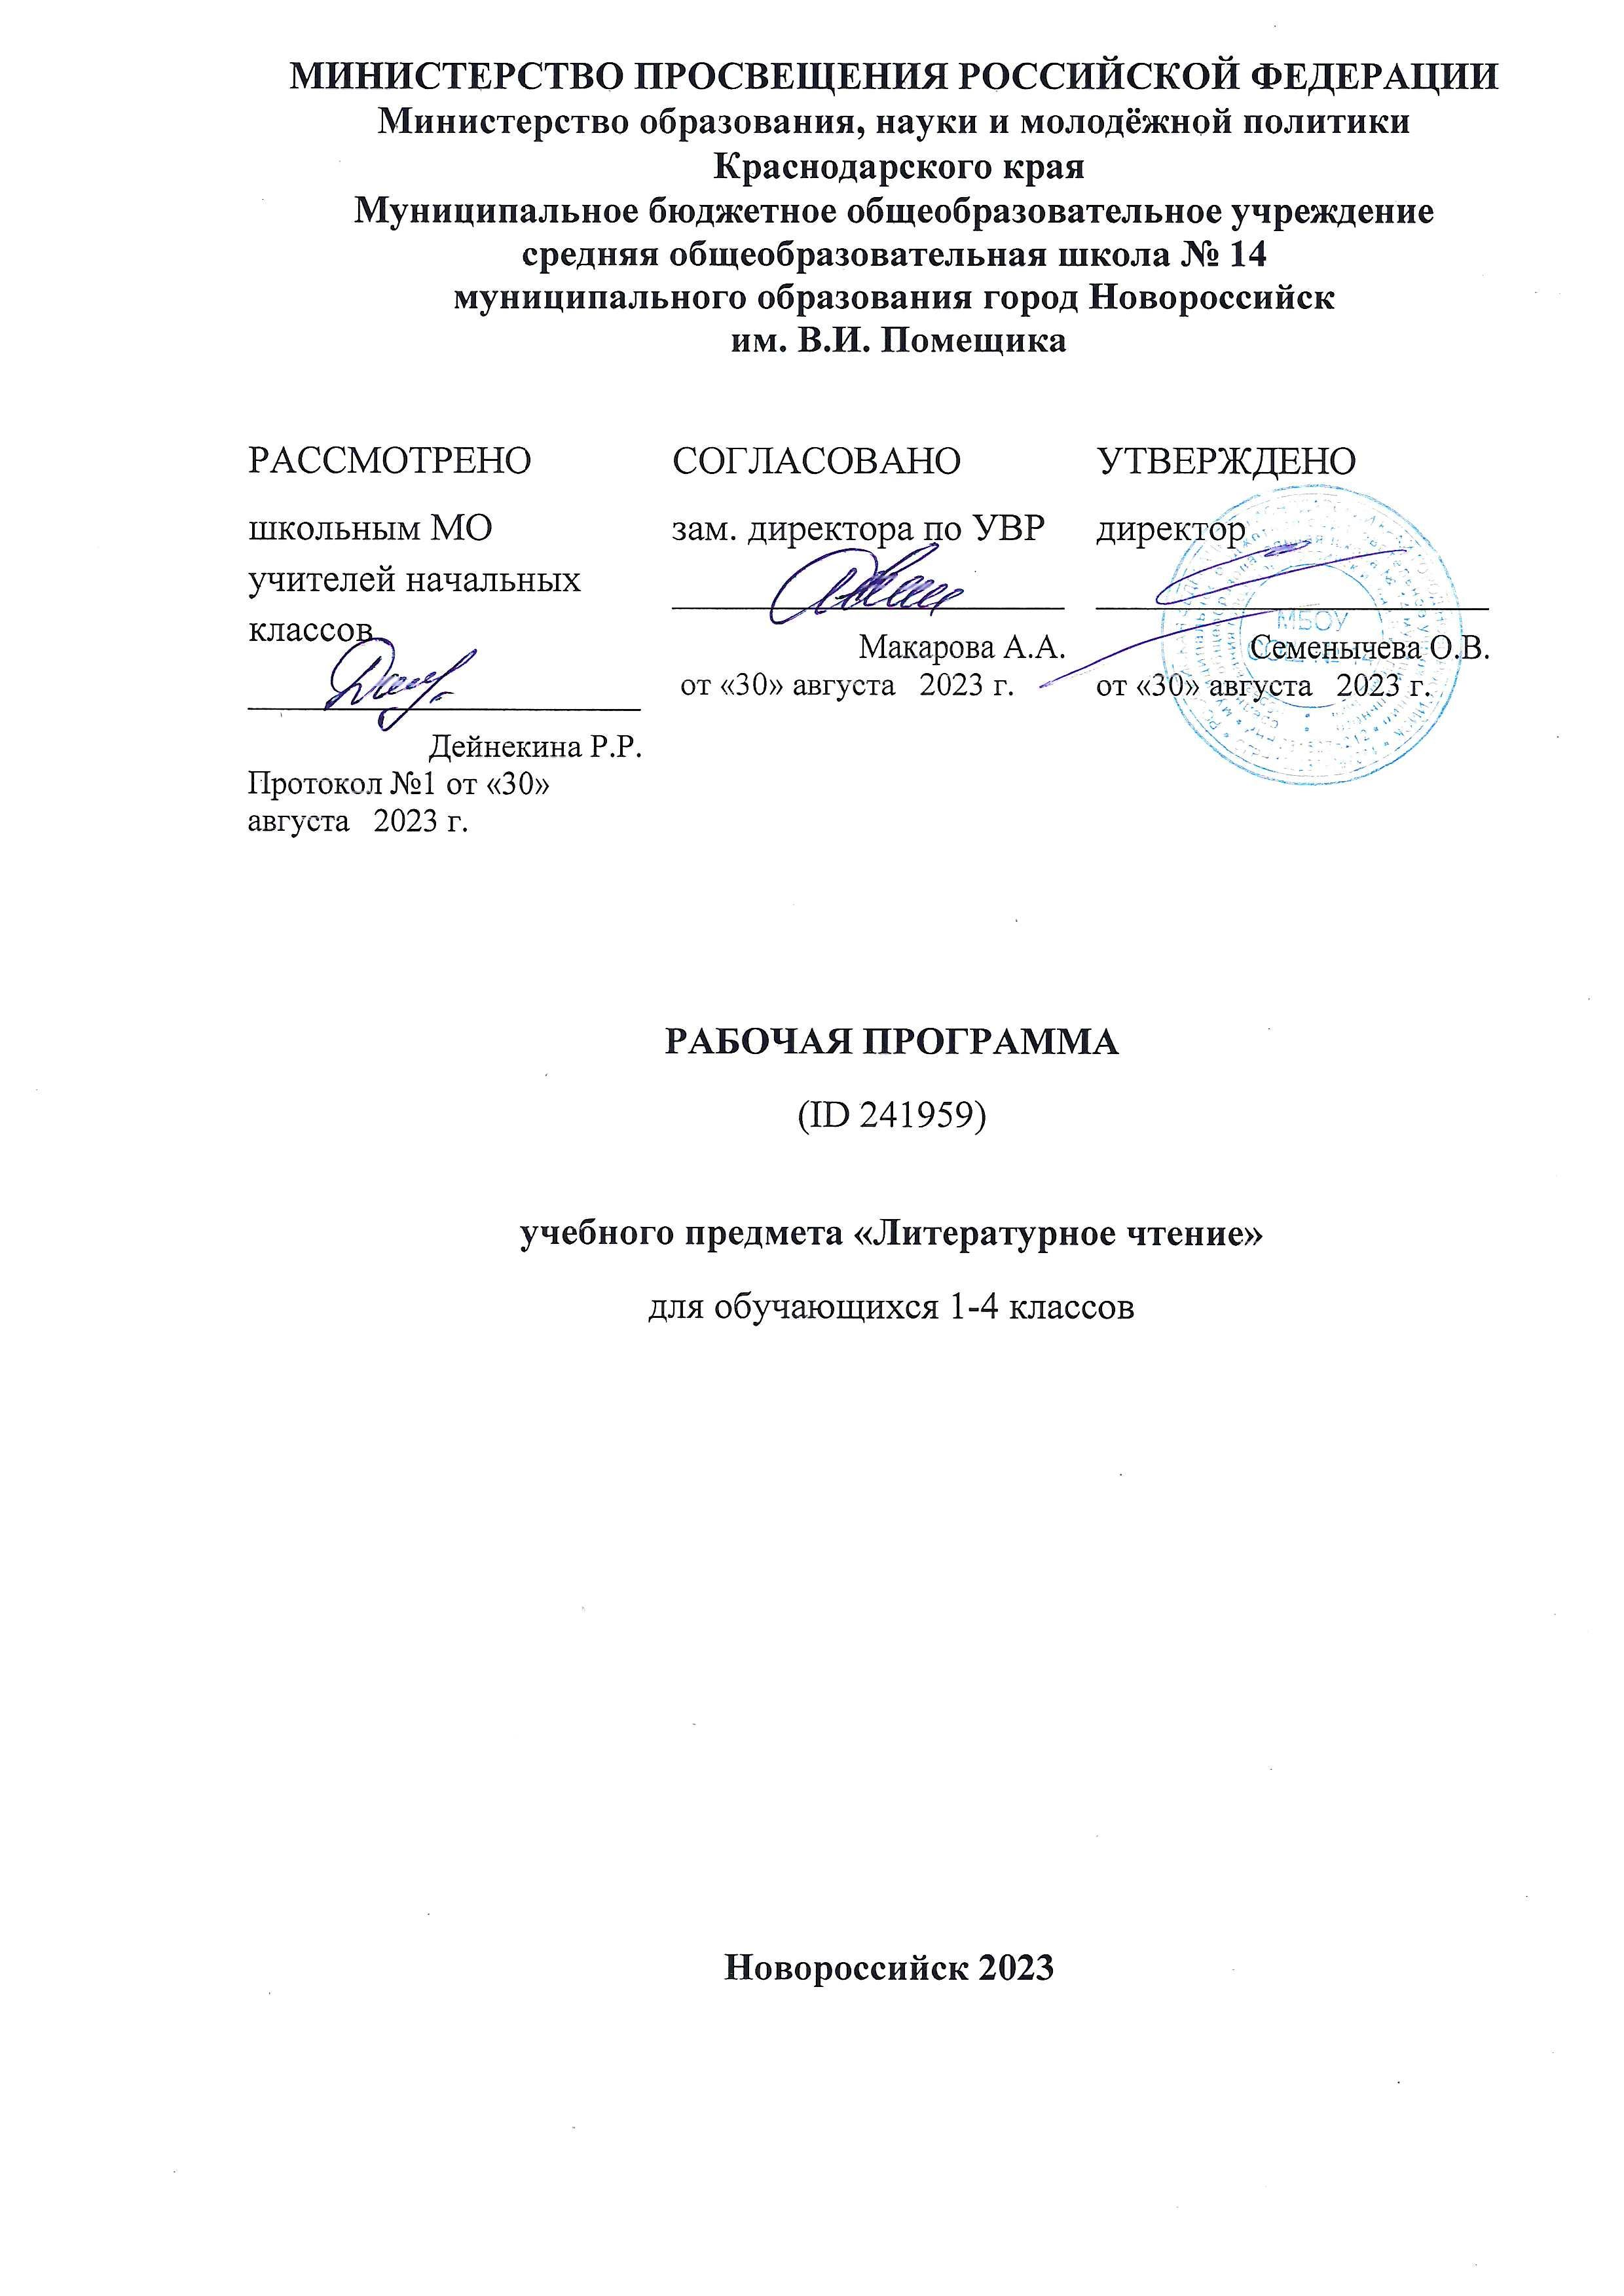 МИНИСТЕРСТВО ПРОСВЕЩЕНИЯ РОССИЙСКОЙ ФЕДЕРАЦИИ
Министерство образования, науки и молодёжной политики
Краснодарского края
Муниципальное бюджетное общеобразовательное учреждение
средняя общеобразовательная школа № 14
муниципального образования город Новороссийск
им. В.И. Помещика
РАССМОТРЕНО
школьным МО
учителей начальных
классов
Дейнекина Р.Р.
Протокол №1 от «30»
августа 2023 г.
СОГЛАСОВАНО
зам. директора по УВР
Макарова А.А.
от «30» августа 2023 г.
УТВЕРЖДЕНО
директор
Семенычева О.В.
от «30» августа 2023 г.
МБОУ
РАБОЧАЯ ПРОГРАММА
(ID 241959)
учебного предмета «Литературное чтение»
для обучающихся 1-4 классов
Новороссийск 2023